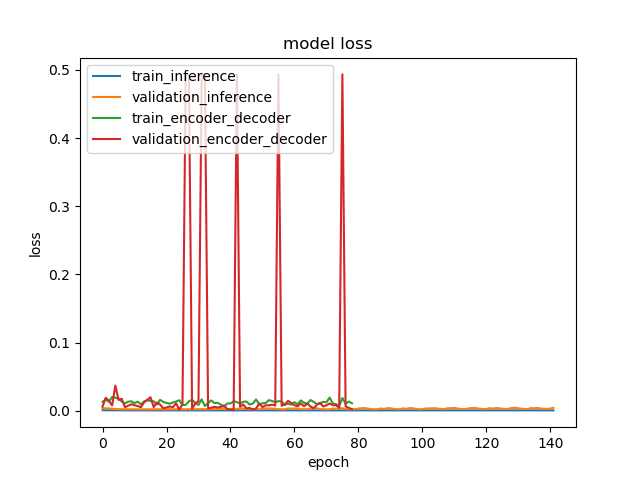 model loss
train_inference
validation_inference
train_encoder_decoder
validation_encoder_decoder
0.5
0.4
0.3
0.2
0.1
0.0
loss
0 20 40 60 80 100 120 140
epoch